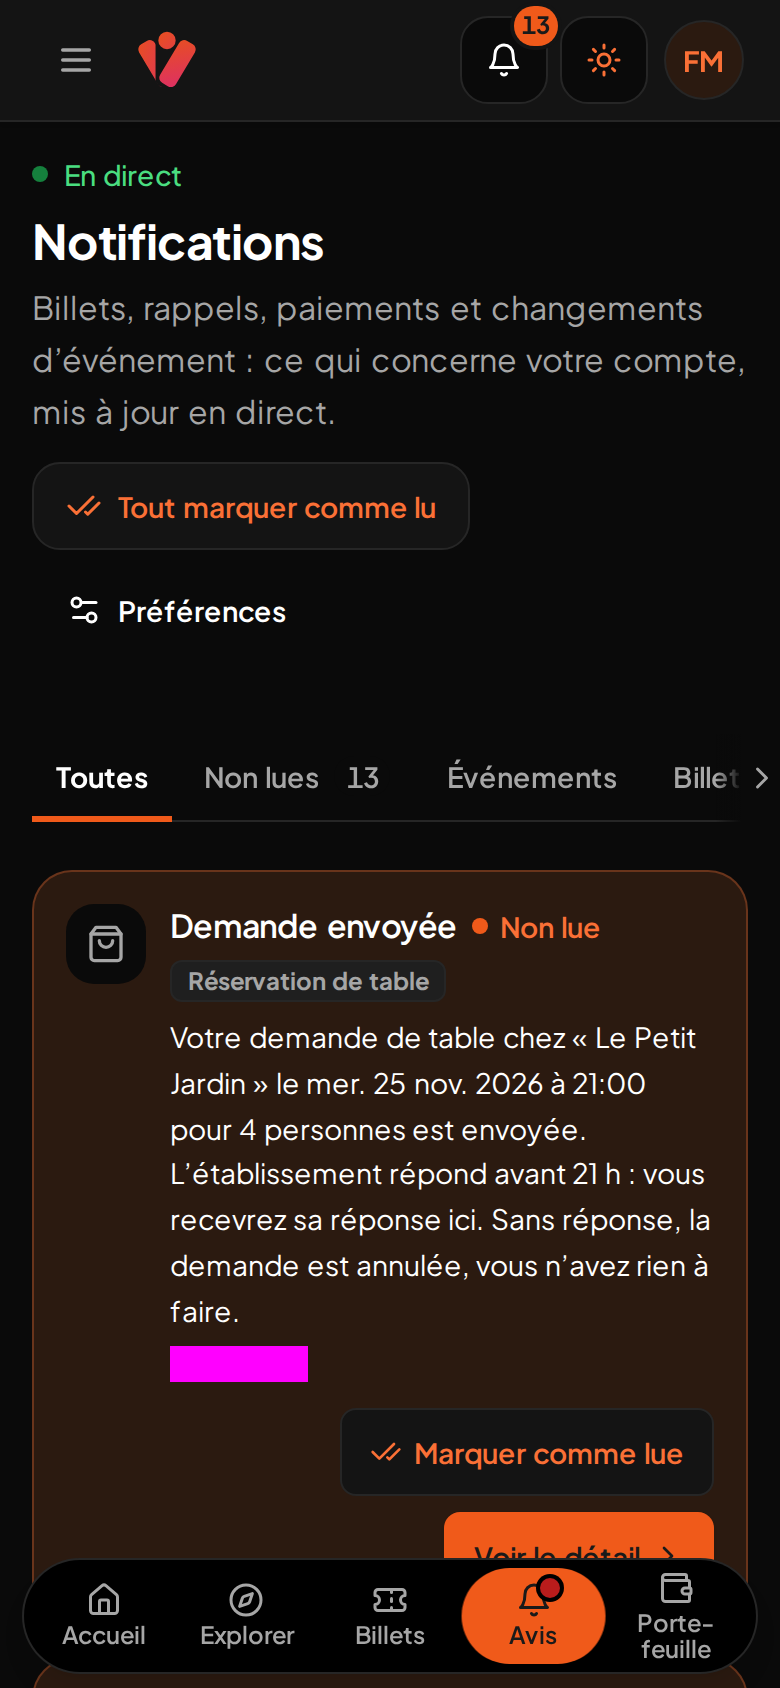 13
FM
En direct
Notifications
Billets, rappels, paiements et changements
d’événement : ce qui concerne votre compte,
mis à jour en direct.
Tout marquer comme lu
Préférences
Toutes Non lues 13 Événements Billet
Demande envoyée Non lue
Réservation de table
Votre demande de table chez « Le Petit
Jardin » le mer. 25 nov. 2026 à 21:00
pour 4 personnes est envoyée.
L’établissement répond avant 21 h : vous
recevrez sa réponse ici. Sans réponse, la
demande est annulée, vous n’avez rien à
faire.
Marquer comme lue
Voir le détail
Accueil Explorer Billets Avis Porte-
feuille